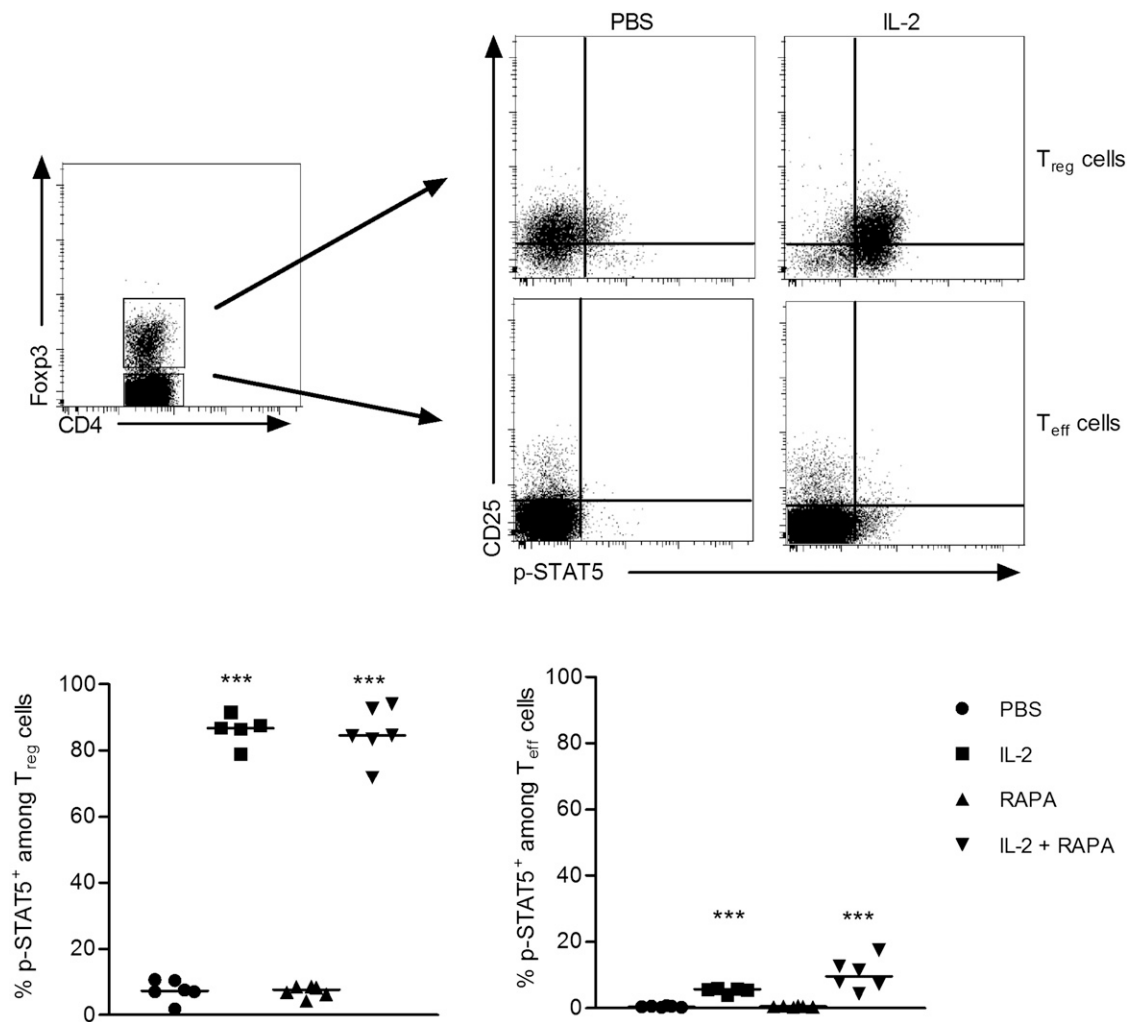 PBS IL-2
Foxp3
CD4
CD25
p-STAT5
Treg cells
Teff cells
% p-STAT5+ among Treg cells
100
80
60
40
20
0
*** ***
% p-STAT5+ among Teff cells
100
80
60
40
20
0
*** ***
PBS
IL-2
RAPA
IL-2 + RAPA